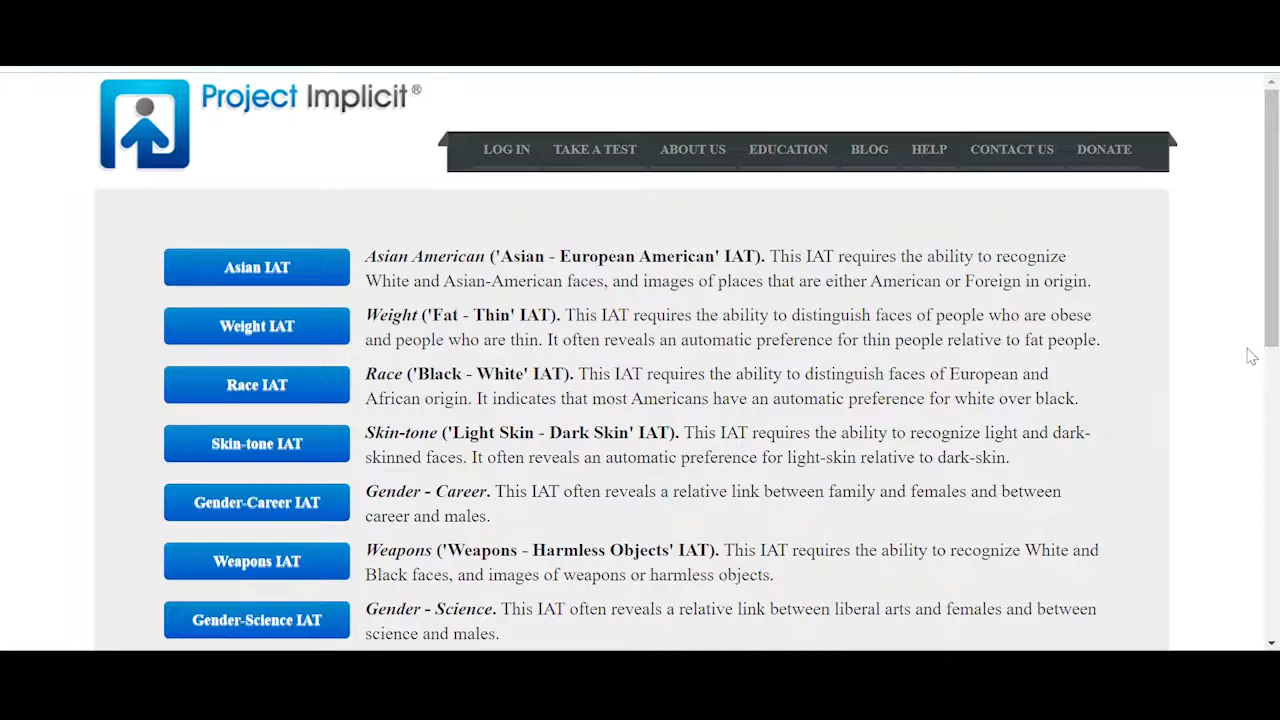 Project Implicit®
LOG IN TAKE A TEST ABOUT US EDUCATION BLOG HELP CONTACT US DONATE
Asian IAT
Asian American ('Asian - European American' IAT). This IAT requires the ability to recognize
White and Asian-American faces, and images of places that are either American or Foreign in origin.
Weight IAT
Weight ('Fat - Thin' IAT). This IAT requires the ability to distinguish faces of people who are obese
and people who are thin. It often reveals an automatic preference for thin people relative to fat people.
Race IAT
Race ('Black - White' IAT). This IAT requires the ability to distinguish faces of European and
African origin. It indicates that most Americans have an automatic preference for white over black.
Skin-tone IAT
Skin-tone ('Light Skin - Dark Skin' IAT). This IAT requires the ability to recognize light and dark-
skinned faces. It often reveals an automatic preference for light-skin relative to dark-skin.
Gender-Career IAT
Gender - Career. This IAT often reveals a relative link between family and females and between
career and males.
Weapons IAT
Weapons ('Weapons - Harmless Objects' IAT). This IAT requires the ability to recognize White and
Black faces, and images of weapons or harmless objects.
Gender-Science IAT
Gender - Science. This IAT often reveals a relative link between liberal arts and females and between
science and males.